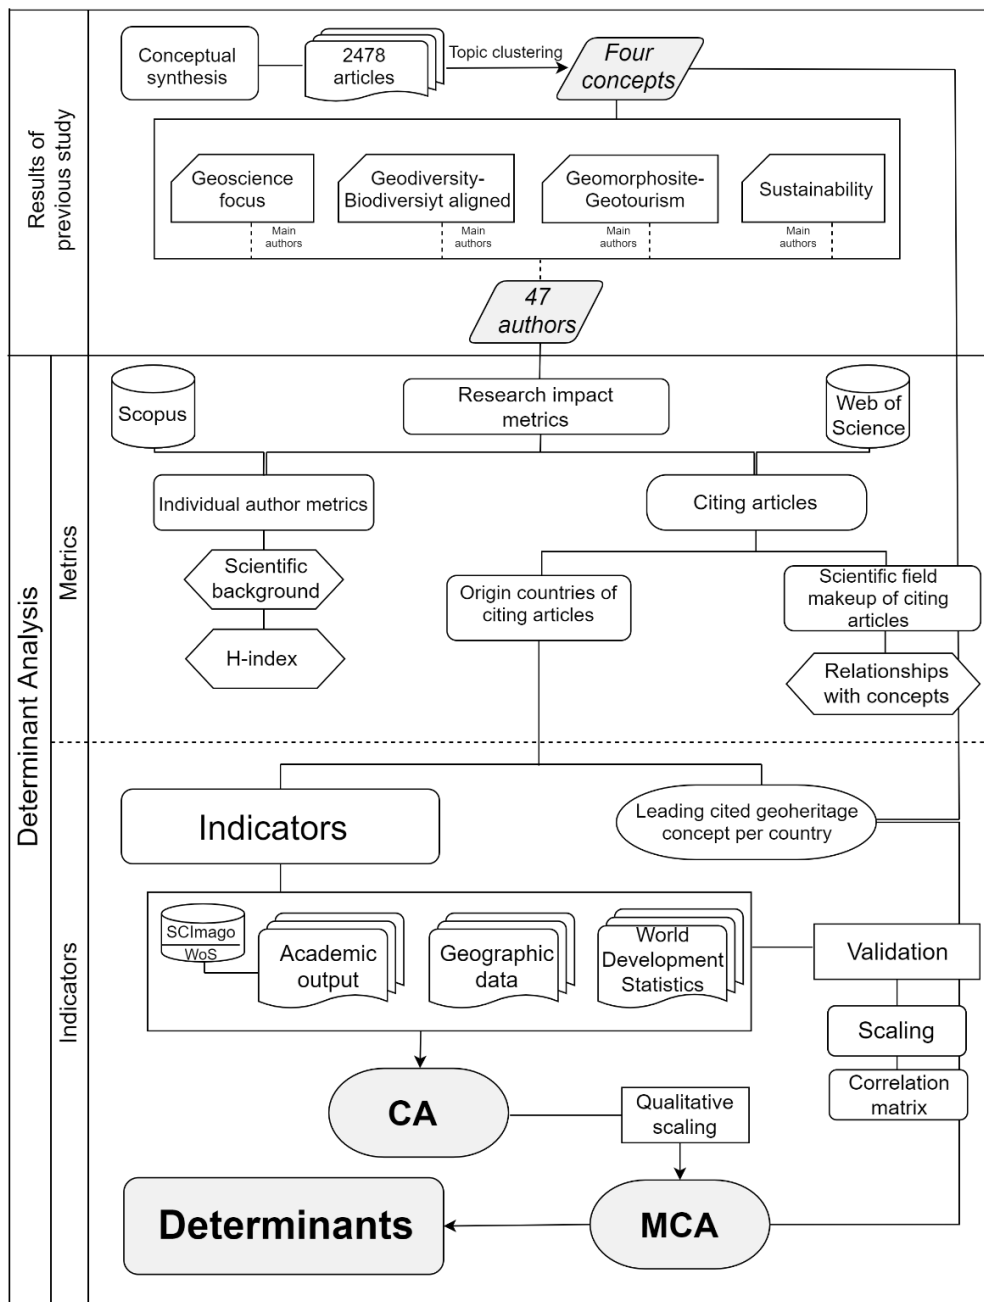 Results of
previous study
Conceptual
synthesis
2478
articles
Topic clustering
Four
concepts
Geoscience
focus
Geodiversity-
Biodiversiyt aligned
Geomorphosite-
Geotourism
Sustainability
Main
authors
Main
authors
Main
authors
Main
authors
47
authors
Determinant Analysis
Metrics
Scopus
Research impact
metrics
Web of
Science
Individual author metrics
Citing articles
Scientific
background
H-index
Origin countries of
citing articles
Scientific field
makeup of citing
articles
Relationships
with concepts
Indicators
Indicators
Leading cited geoheritage
concept per country
SCImago
WoS
Academic
output
Geographic
data
World
Development
Statistics
Validation
Scaling
Correlation
matrix
CA
Qualitative
scaling
MCA
Determinants